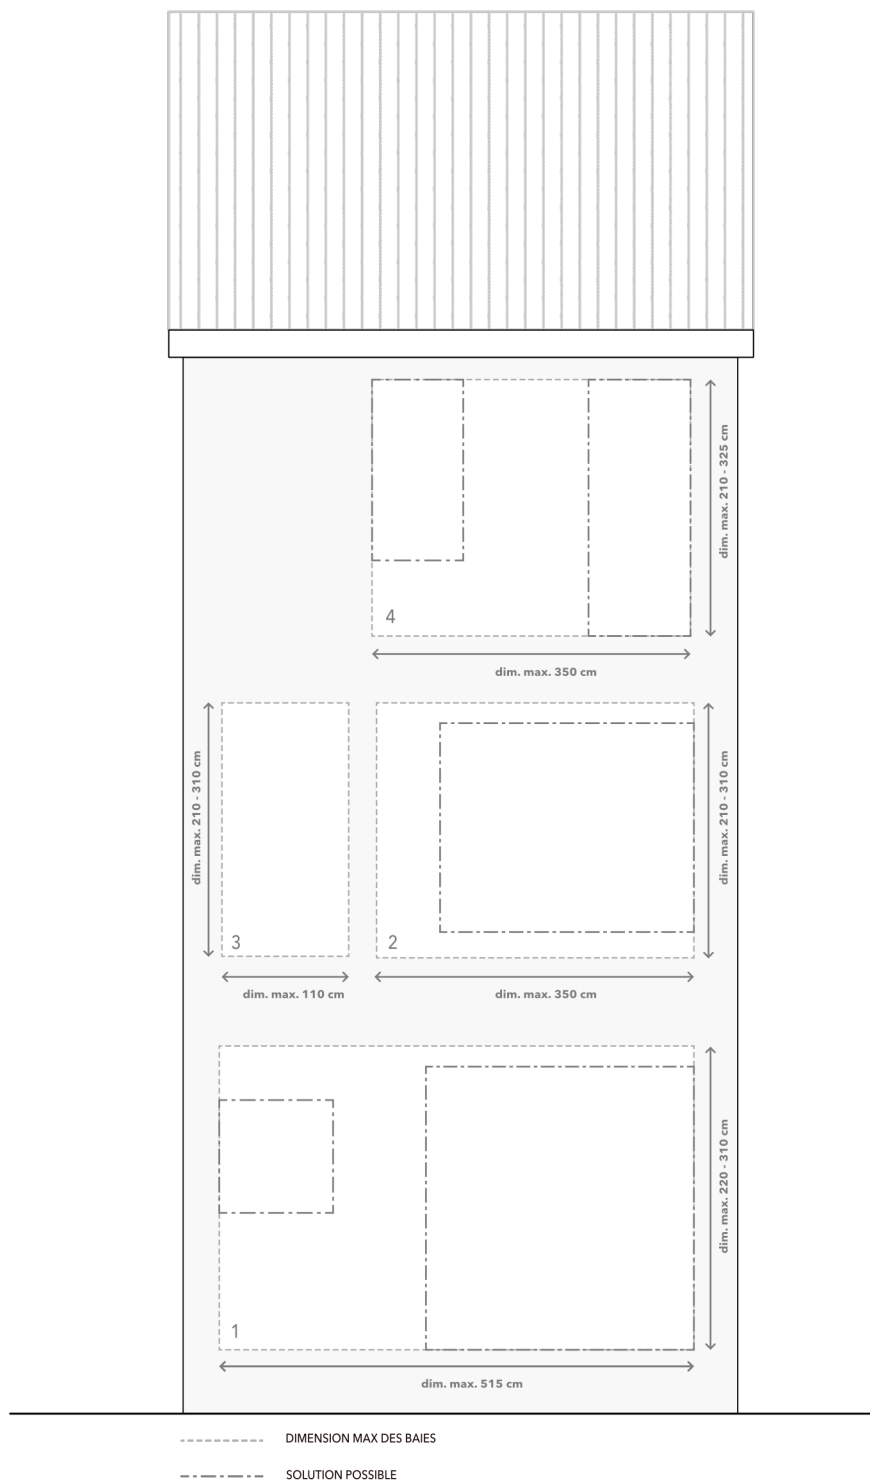 dim. max. 210 - 325 cm
4
dim. max. 350 cm
dim. max. 210 - 310 cm
3
2
dim. max. 210 - 310 cm
dim. max. 110 cm
dim. max. 350 cm
dim. max. 220 - 310 cm
1
dim. max. 515 cm
DIMENSION MAX DES BAIES
SOLUTION POSSIBLE